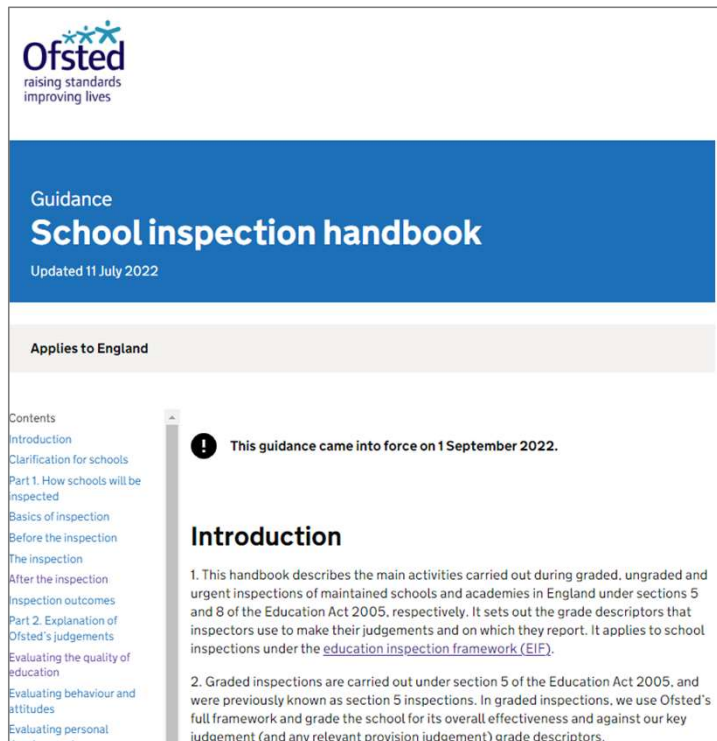 Ofsted
raising standards
improving lives
Guidance
School inspection handbook
Updated 11 July 2022
Applies to England
Contents
Introduction
Clarification for schools
Part 1. How schools will be
inspected
Basics of inspection
Before the inspection
The inspection
After the inspection
Inspection outcomes
Part 2. Explanation of
Ofsted's judgements
Evaluating the quality of
education
Evaluating behaviour and
attitudes
Evaluating personal
! This guidance came into force on 1 September 2022.
Introduction
1. This handbook describes the main activities carried out during graded, ungraded and
urgent inspections of maintained schools and academies in England under sections 5
and 8 of the Education Act 2005, respectively. It sets out the grade descriptors that
inspectors use to make their judgements and on which they report. It applies to school
inspections under the education inspection framework (EIF).
2. Graded inspections are carried out under section 5 of the Education Act 2005, and
were previously known as section 5 inspections. In graded inspections, we use Ofsted's
full framework and grade the school for its overall effectiveness and against our key
judgement (and any relevant provision judgement) grade descriptors.